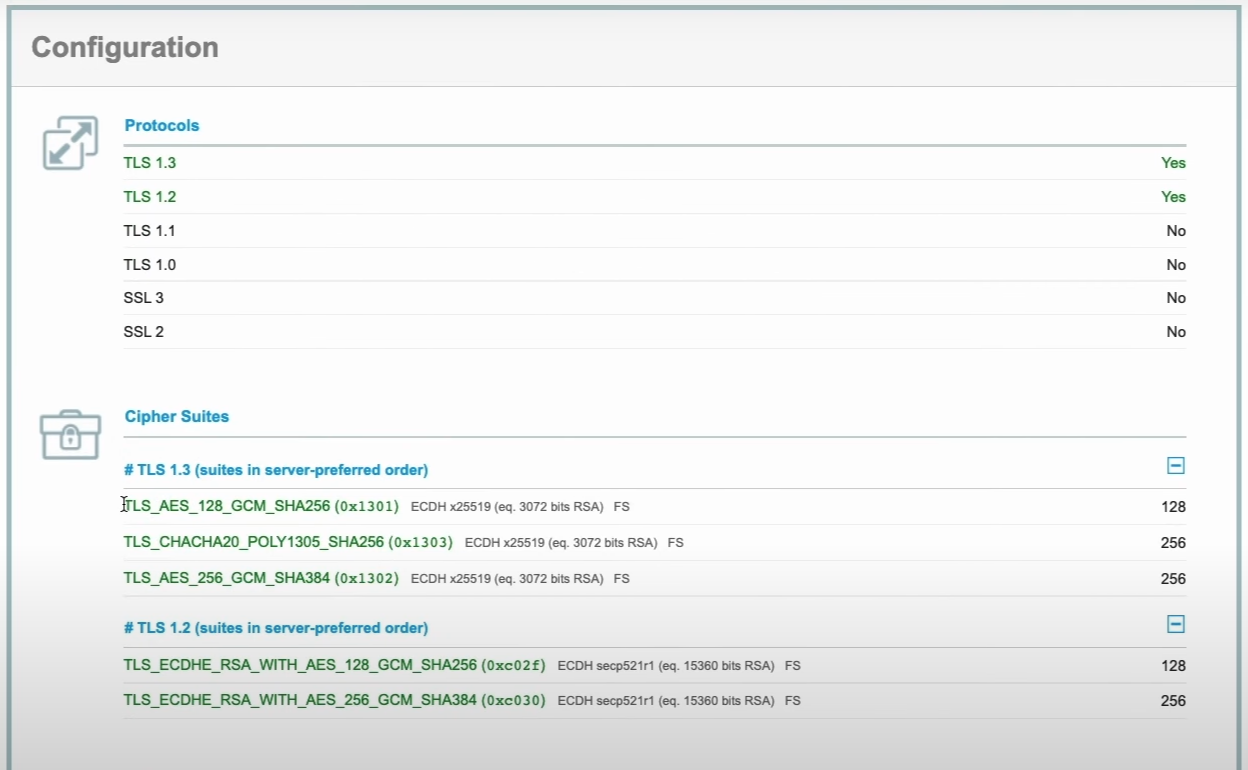 Configuration
Protocols
TLS 1.3 Yes
TLS 1.2 Yes
TLS 1.1 No
TLS 1.0 No
SSL 3 No
SSL 2 No
Cipher Suites
# TLS 1.3 (suites in server-preferred order)
TLS_AES_128_GCM_SHA256 (0x1301) ECDH x25519 (eq. 3072 bits RSA) FS 128
TLS_CHACHA20_POLY1305_SHA256 (0x1303) ECDH x25519 (eq. 3072 bits RSA) FS 256
TLS_AES_256_GCM_SHA384 (0x1302) ECDH x25519 (eq. 3072 bits RSA) FS 256
# TLS 1.2 (suites in server-preferred order)
TLS_ECDHE_RSA_WITH_AES_128_GCM_SHA256 (0xc02f) ECDH secp521r1 (eq. 15360 bits RSA) FS 128
TLS_ECDHE_RSA_WITH_AES_256_GCM_SHA384 (0xc030) ECDH secp521r1 (eq. 15360 bits RSA) FS 256